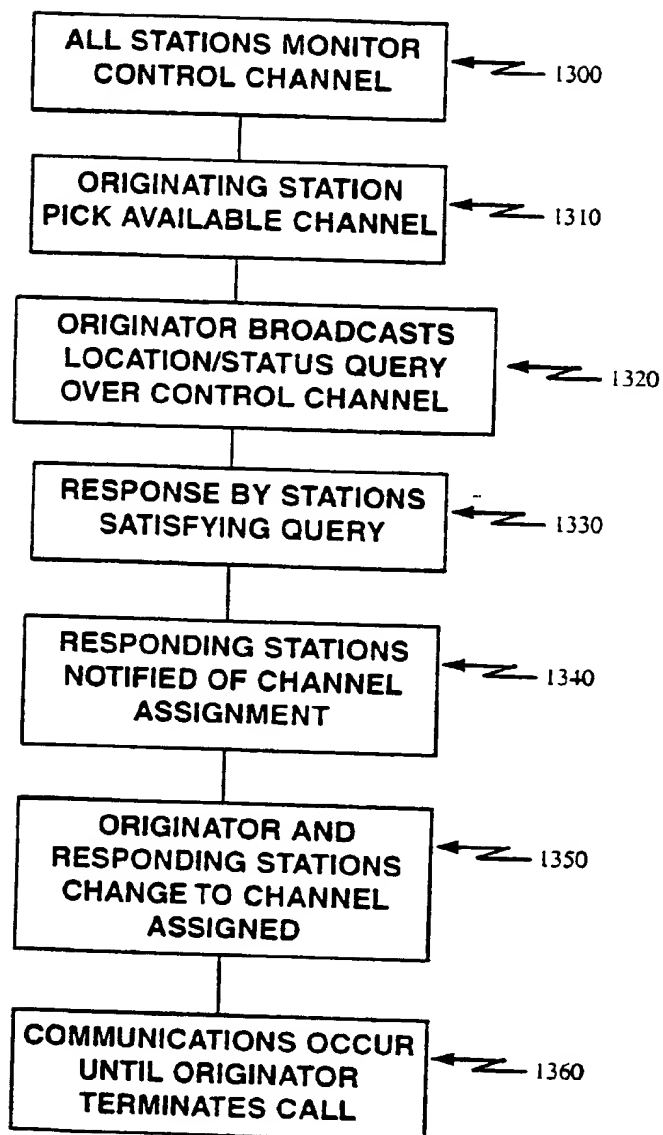 ALL STATIONS MONITOR
CONTROL CHANNEL
1300
ORIGINATING STATION
PICK AVAILABLE CHANNEL
1310
ORIGINATOR BROADCASTS
LOCATION/STATUS QUERY
OVER CONTROL CHANNEL
1320
RESPONSE BY STATIONS
SATISFYING QUERY
1330
RESPONDING STATIONS
NOTIFIED OF CHANNEL
ASSIGNMENT
1340
ORIGINATOR AND
RESPONDING STATIONS
CHANGE TO CHANNEL
ASSIGNED
1350
COMMUNICATIONS OCCUR
UNTIL ORIGINATOR
TERMINATES CALL
1360